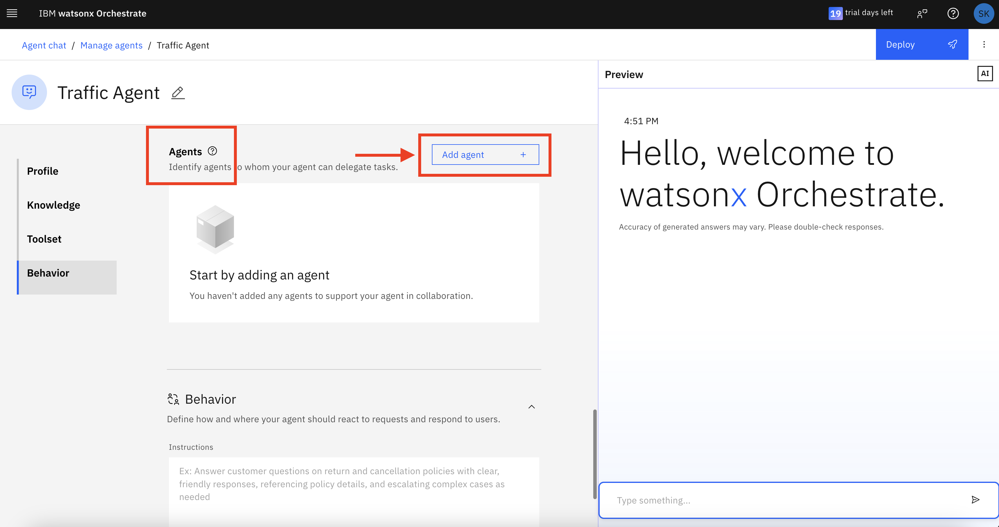 IBM watsonx Orchestrate
19 trial days left
SK
Agent chat / Manage agents / Traffic Agent
Deploy
Traffic Agent
Preview
AI
Profile
Knowledge
Toolset
Behavior
Agents
Identify agents o whom your agent can delegate tasks.
Add agent +
Start by adding an agent
You haven't added any agents to support your agent in collaboration.
Behavior
Define how and where your agent should react to requests and respond to users.
Instructions
Ex: Answer customer questions on return and cancellation policies with clear,
friendly responses, referencing policy details, and escalating complex cases as
needed
4:51 PM
Hello, welcome to
watsonx Orchestrate.
Accuracy of generated answers may vary. Please double-check responses.
Type something...